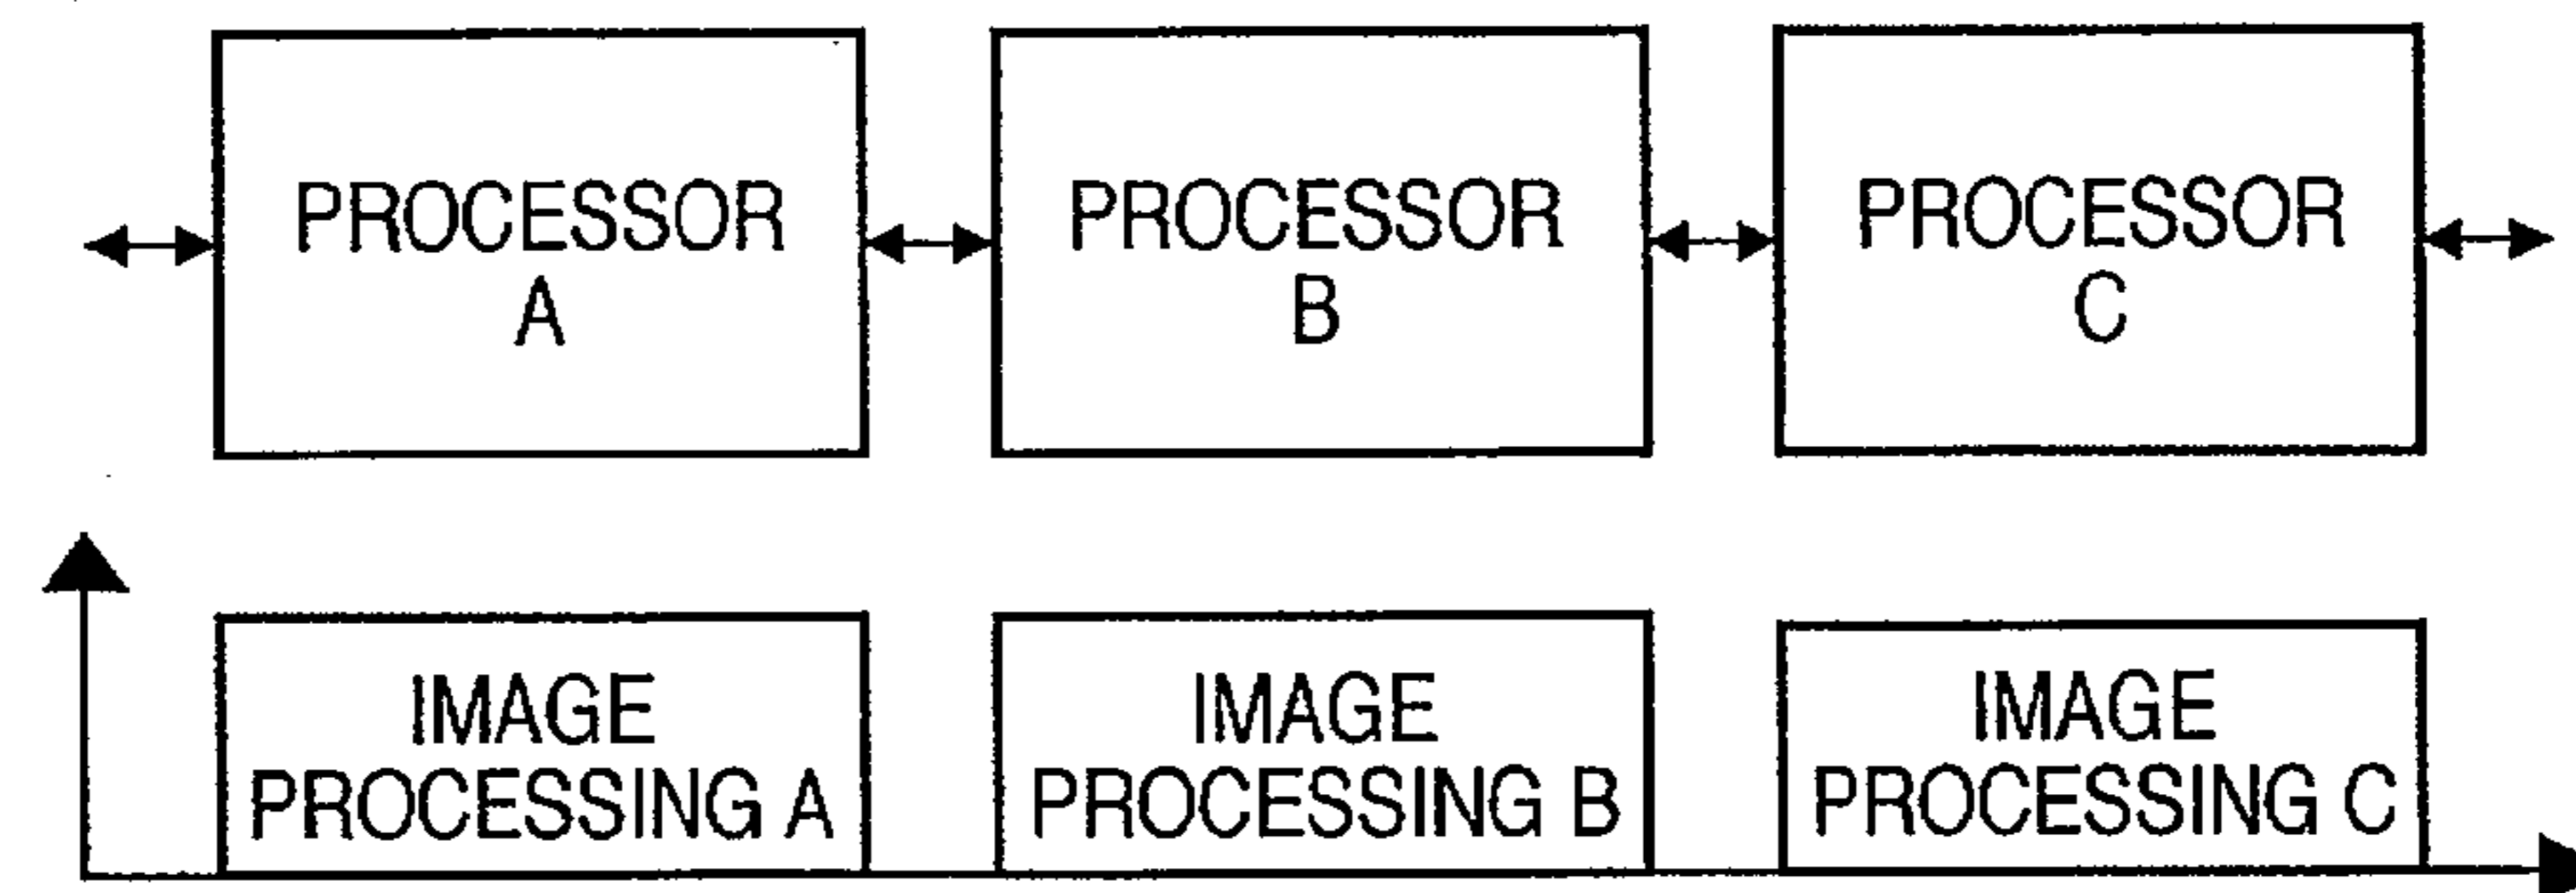 PROCESSOR
A
PROCESSOR
B
PROCESSOR
C
IMAGE
PROCESSING A
IMAGE
PROCESSING B
IMAGE
PROCESSING C